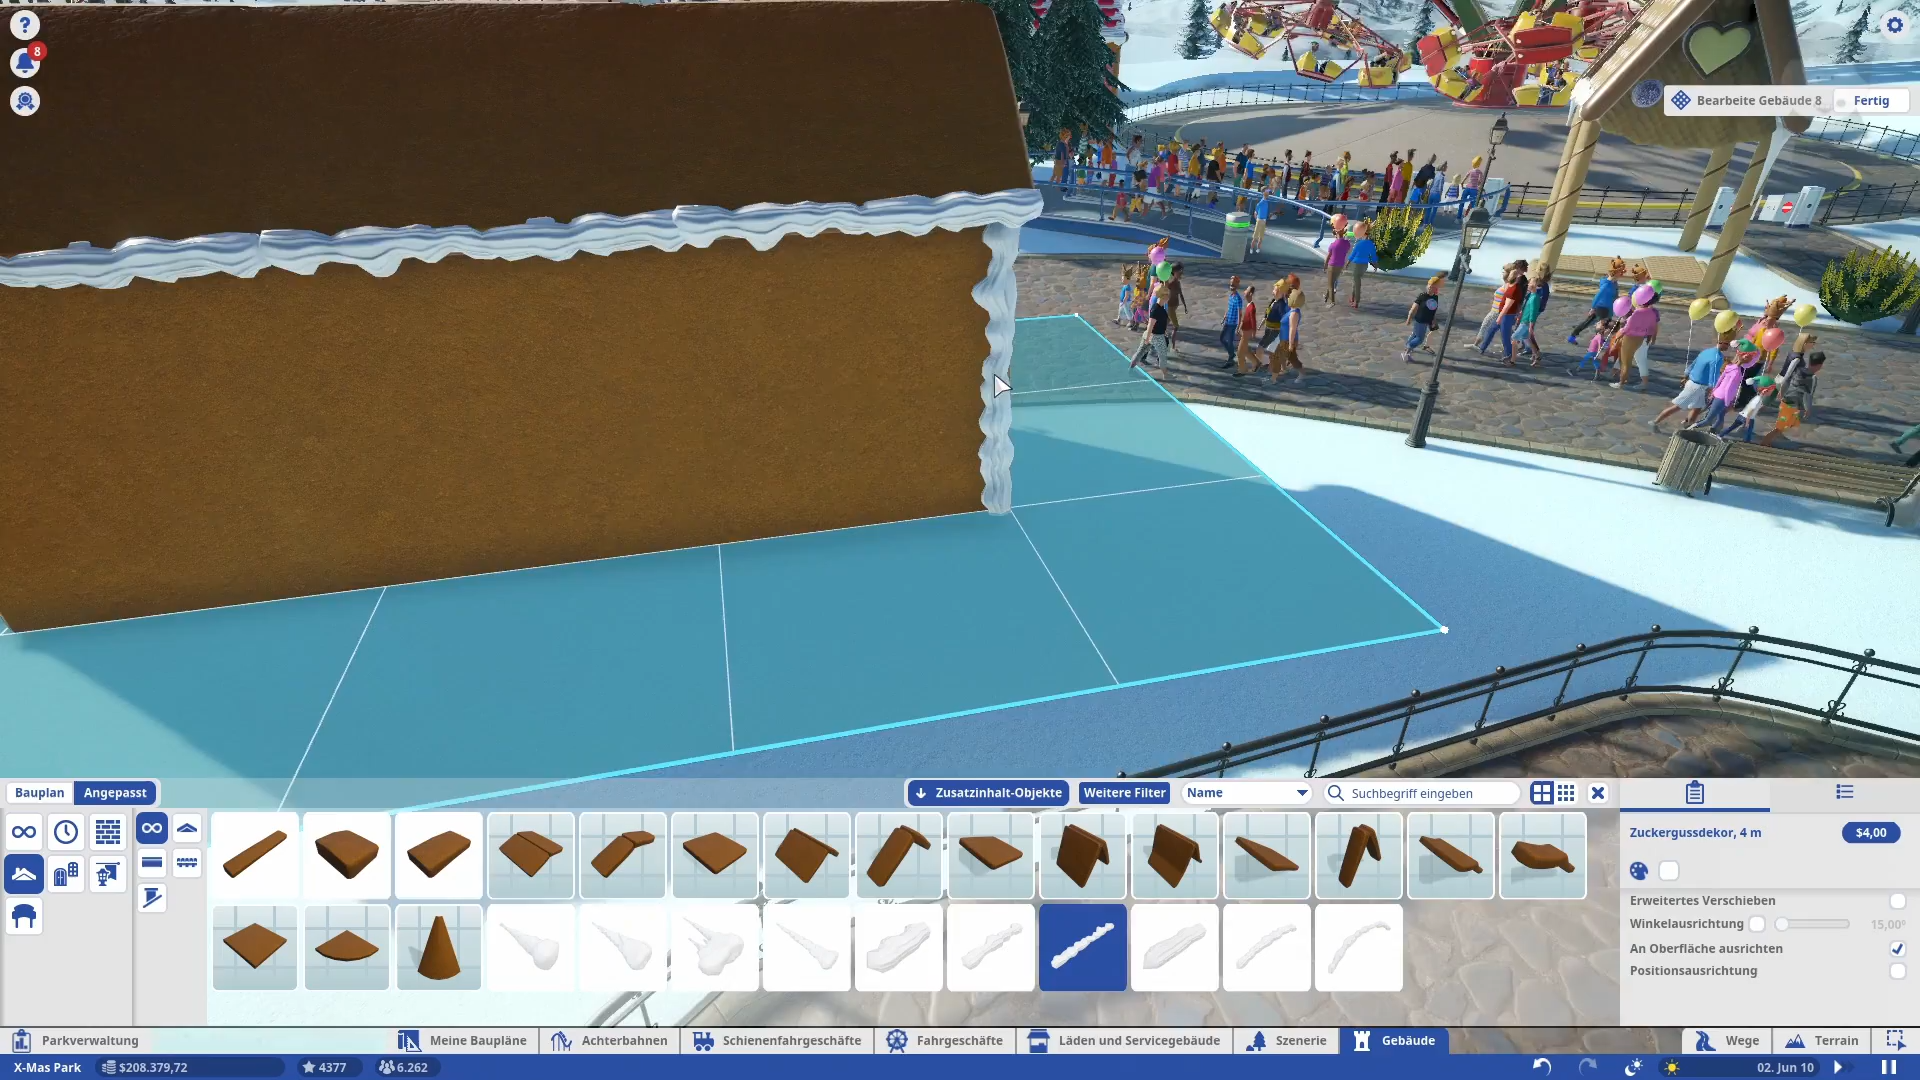 ?
8
Bearbeite Gebäude 8
Fertig
Bauplan
Angepasst
Zusatzinhalt-Objekte
Weitere Filter
Name
Suchbegriff eingeben
Zuckergussdekor, 4 m
$4,00
Erweitertes Verschieben
Winkelausrichtung
15,00°
An Oberfläche ausrichten
Positionsausrichtung
Parkverwaltung
Meine Baupläne
Achterbahnen
Schienenfahrgeschäfte
Fahrgeschäfte
Läden und Servicegebäude
Szenerie
Gebäude
Wege
Terrain
X-Mas Park
$208.379,72
4377
6.262
02. Jun 10